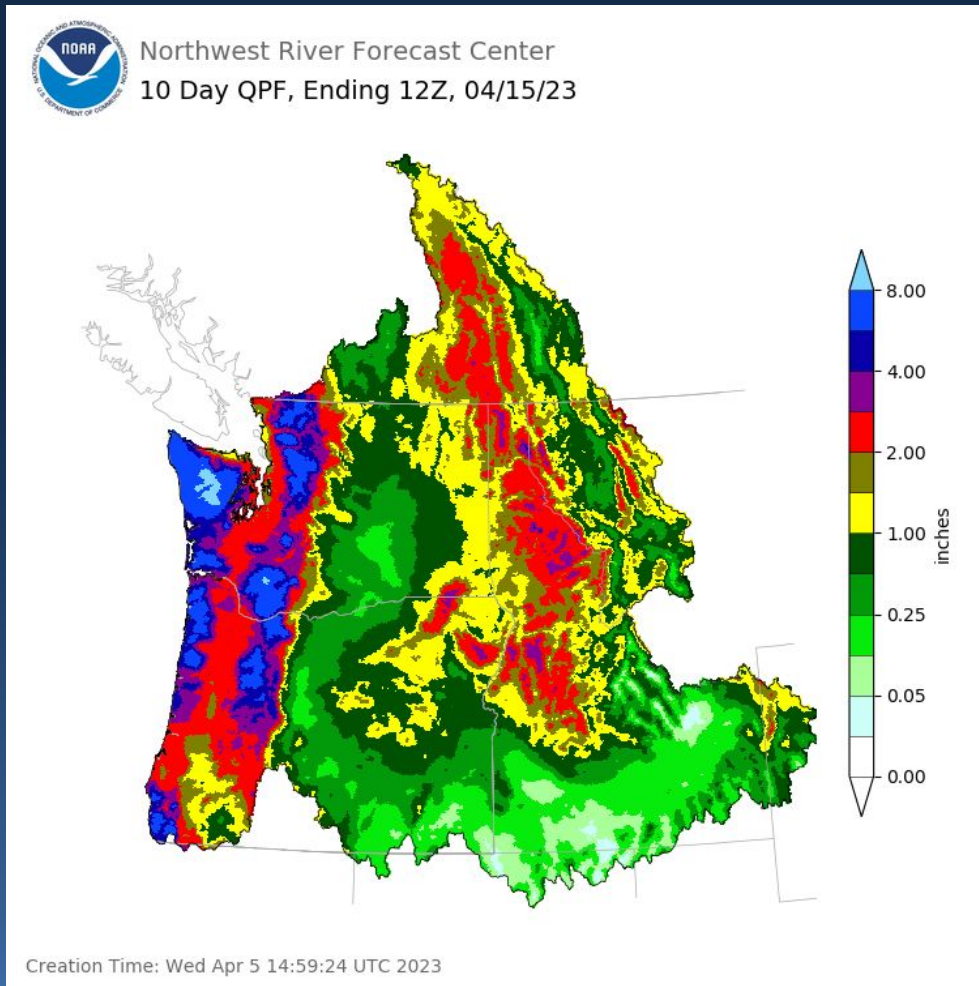 NATIONAL OCEANIC AND ATMOSPHERIC ADMINISTRATION
NOAA
U.S. DEPARTMENT OF COMMERCE
Northwest River Forecast Center
10 Day QPF, Ending 12Z, 04/15/23
8.00
4.00
2.00
1.00
0.25
0.05
0.00
inches
Creation Time: Wed Apr 5 14:59:24 UTC 2023